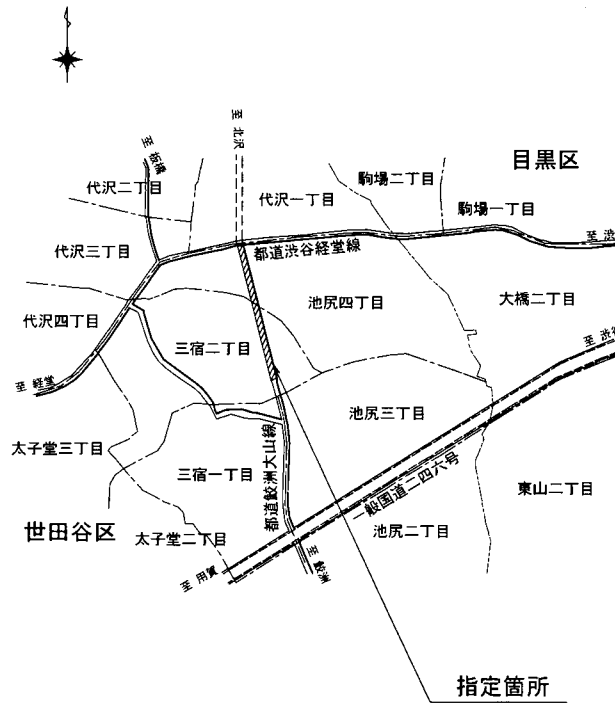 至 北沢
至 板橋
目黒区
代沢二丁目
代沢一丁目
駒場二丁目
駒場一丁目
至 渋
都道渋谷経堂線
代沢三丁目
池尻四丁目
大橋二丁目
代沢四丁目
三宿二丁目
至 渋谷
至 経堂
池尻三丁目
太子堂三丁目
都道鮫洲大山線
三宿一丁目
一般国道二四六号
東山二丁目
世田谷区
太子堂二丁目
池尻二丁目
至 用賀
至 鮫洲
指定箇所